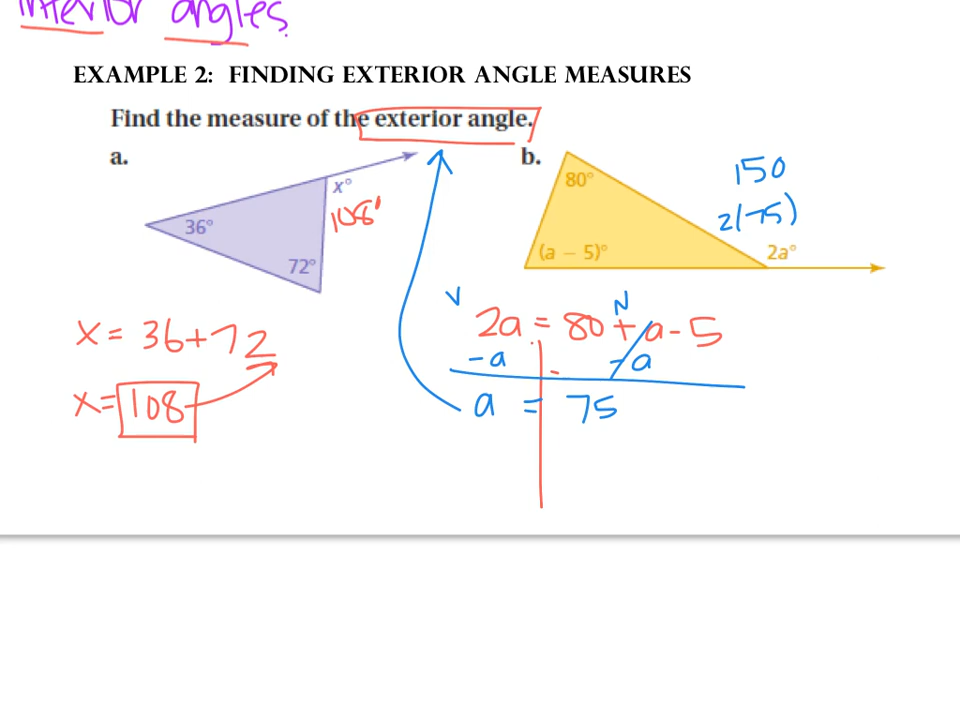 interior angles.
EXAMPLE 2: FINDING EXTERIOR ANGLE MEASURES
Find the measure of the exterior angle.
a.
x°
108°
36°
72°
x = 36+72
x = 108
b.
80°
150
2(75)
(a − 5)°
2a°
V
N
2a = 80 + a - 5
-a
- a
a = 75